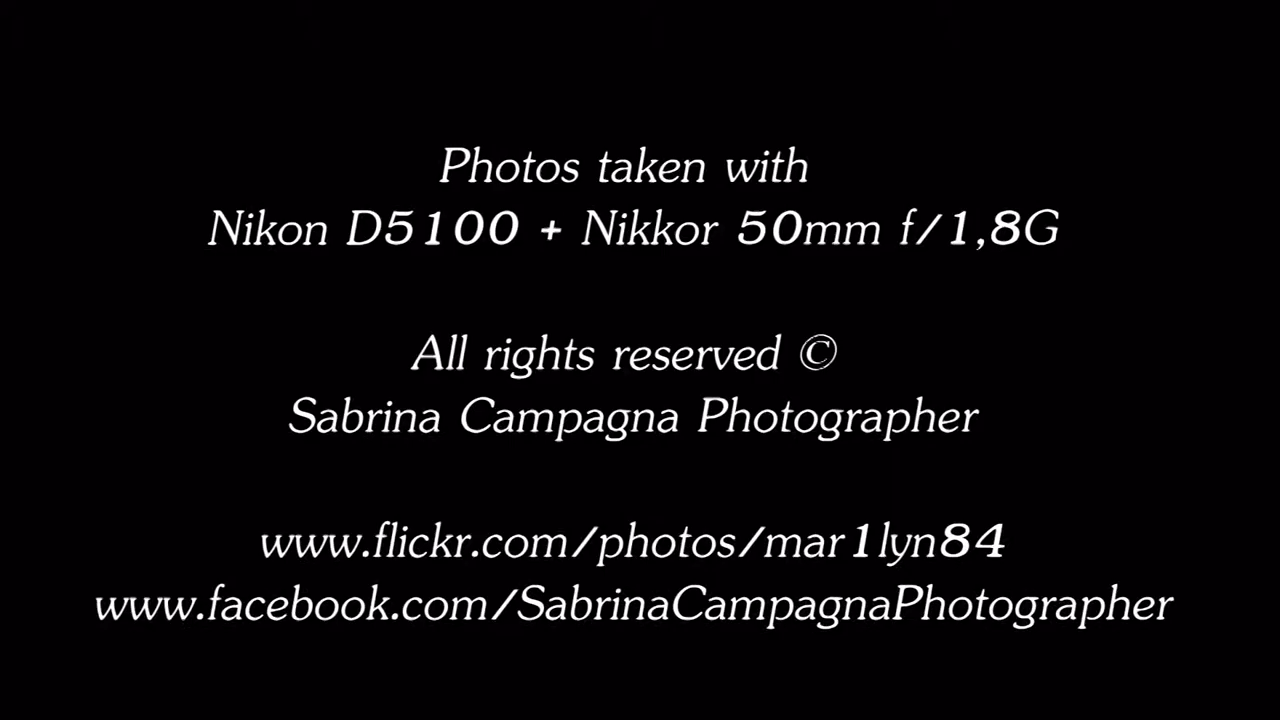 Photos taken with
Nikon D5100 + Nikkor 50mm f/1,8G
All rights reserved ©
Sabrina Campagna Photographer
www.flickr.com/photos/mar1lyn84
www.facebook.com/SabrinaCampagnaPhotographer